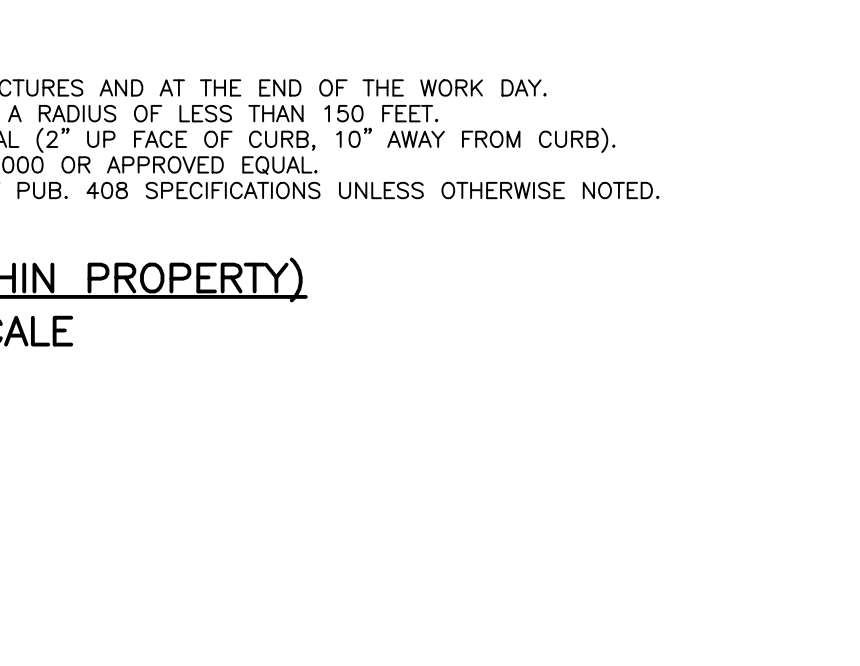 CTURES AND AT THE END OF THE WORK DAY.
A RADIUS OF LESS THAN 150 FEET.
AL (2” UP FACE OF CURB, 10” AWAY FROM CURB).
000 OR APPROVED EQUAL.
PUB. 408 SPECIFICATIONS UNLESS OTHERWISE NOTED.
HIN PROPERTY)
CALE